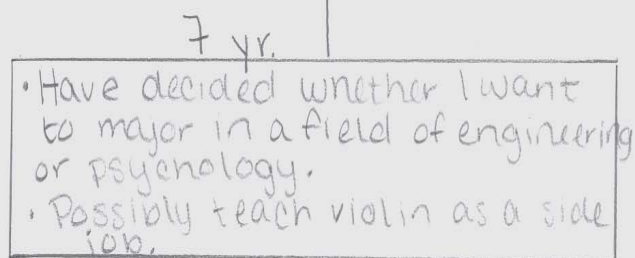 7 yr.
• Have decided whether I want
to major in a field of engineering
or psychology.
• Possibly teach violin as a side
job.